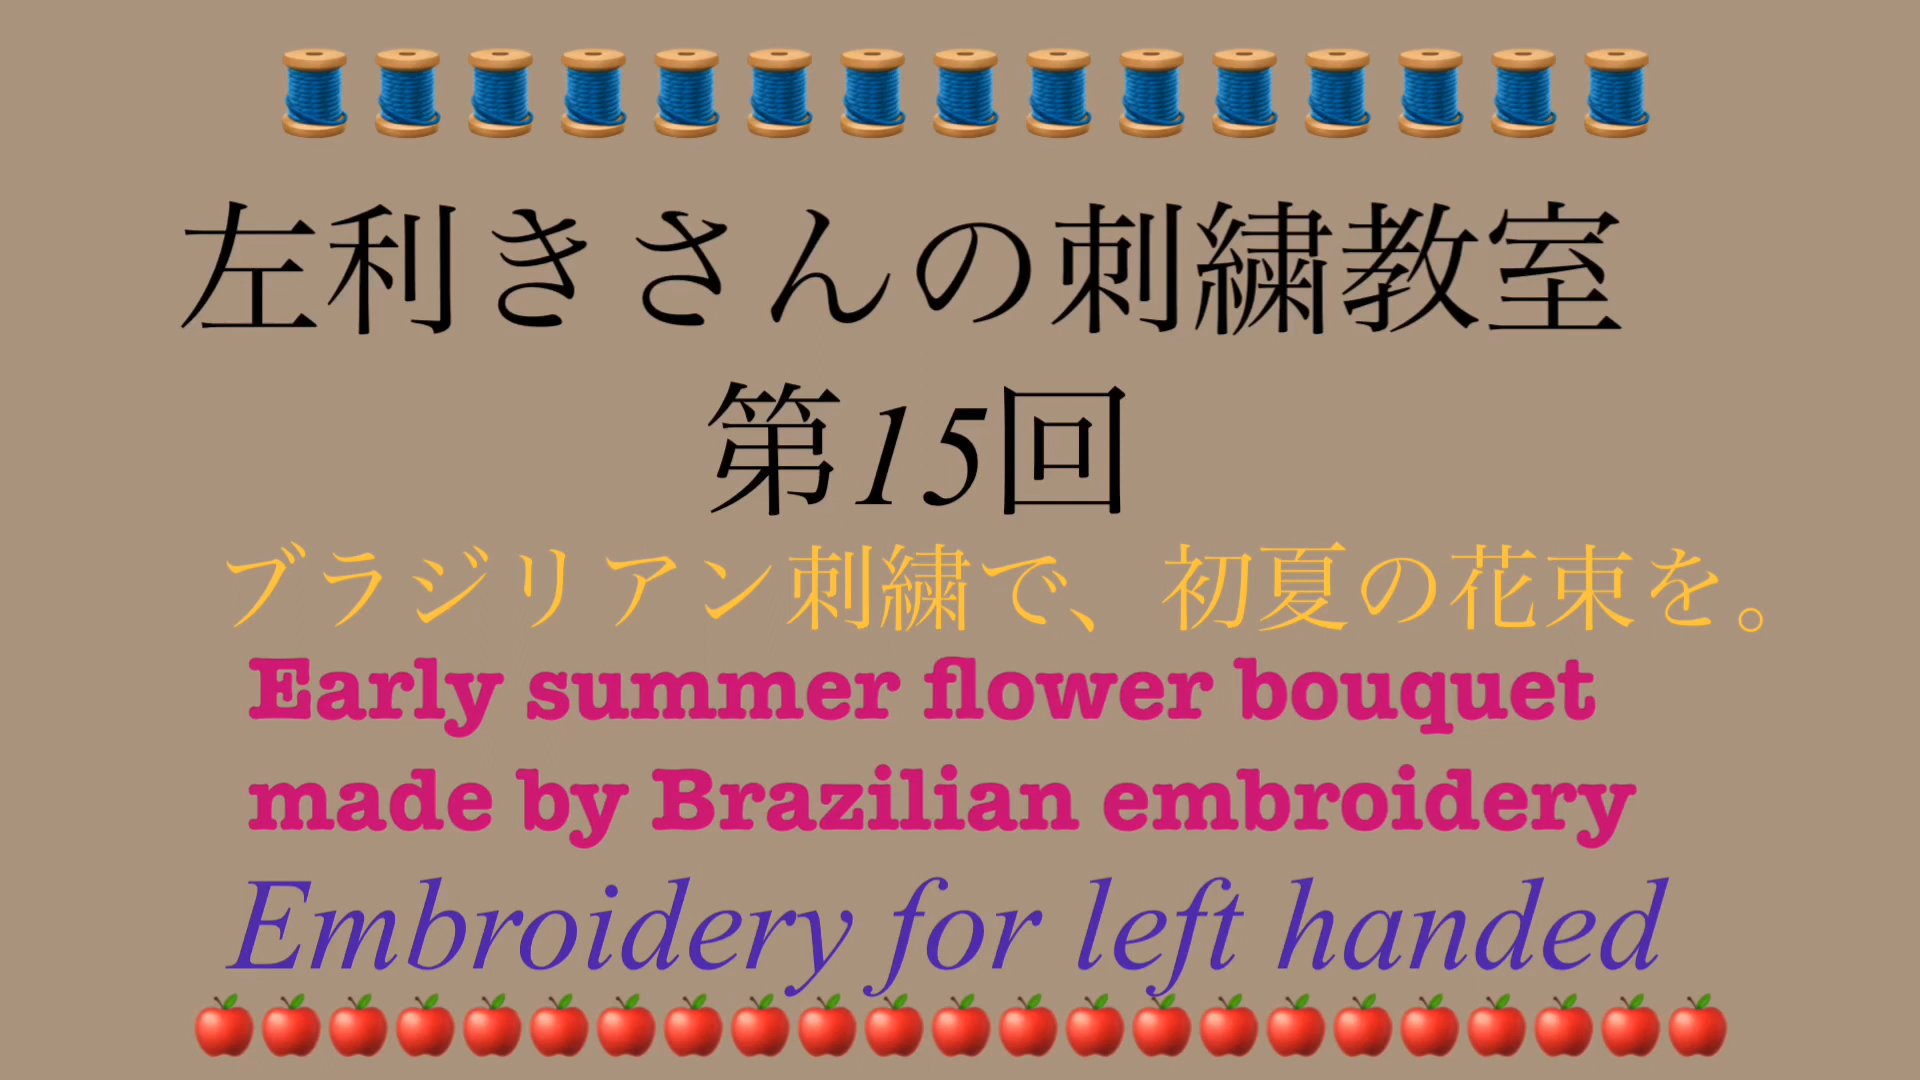 左利きさんの刺繍教室
第15回
ブラジリアン刺繍で、初夏の花束を。
Early summer flower bouquet
made by Brazilian embroidery
Embroidery for left handed